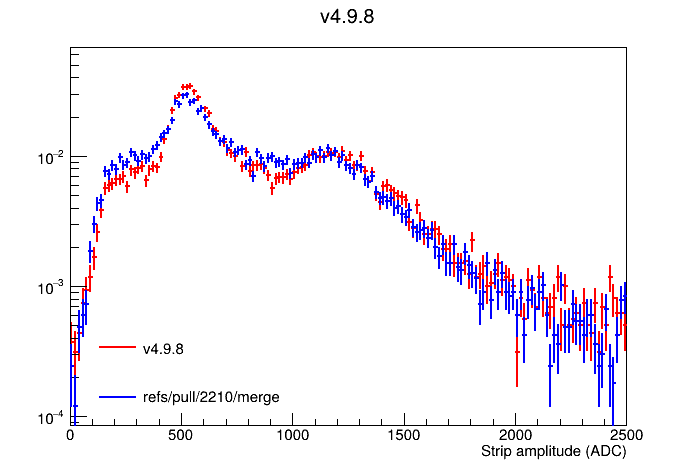 v4.9.8
10⁻²
10⁻³
10⁻⁴
v4.9.8
refs/pull/2210/merge
0 500 1000 1500 2000 2500
Strip amplitude (ADC)